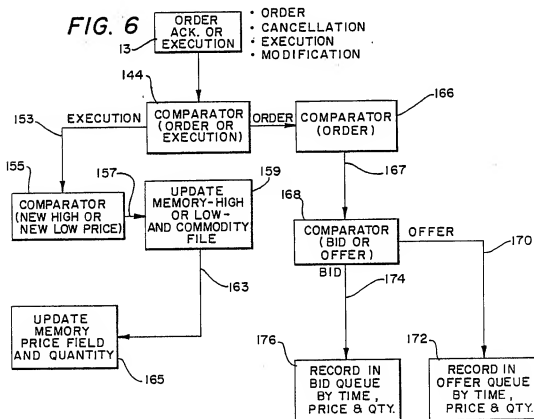 FIG. 6
ORDER
ACK. OR
EXECUTION
13
• ORDER
• CANCELLATION
• EXECUTION
• MODIFICATION
144
153
EXECUTION
COMPARATOR
(ORDER OR
EXECUTION)
ORDER
COMPARATOR
(ORDER)
166
155
157
159
167
COMPARATOR
(NEW HIGH OR
NEW LOW PRICE)
UPDATE
MEMORY-HIGH
OR LOW-
AND COMMODITY
FILE
168
COMPARATOR
(BID OR
OFFER)
OFFER
170
BID
174
163
UPDATE
MEMORY
PRICE FIELD
AND QUANTITY
165
176
172
RECORD IN
BID QUEUE
BY TIME,
PRICE & QTY.
RECORD IN
OFFER QUEUE
BY TIME,
PRICE & QTY.